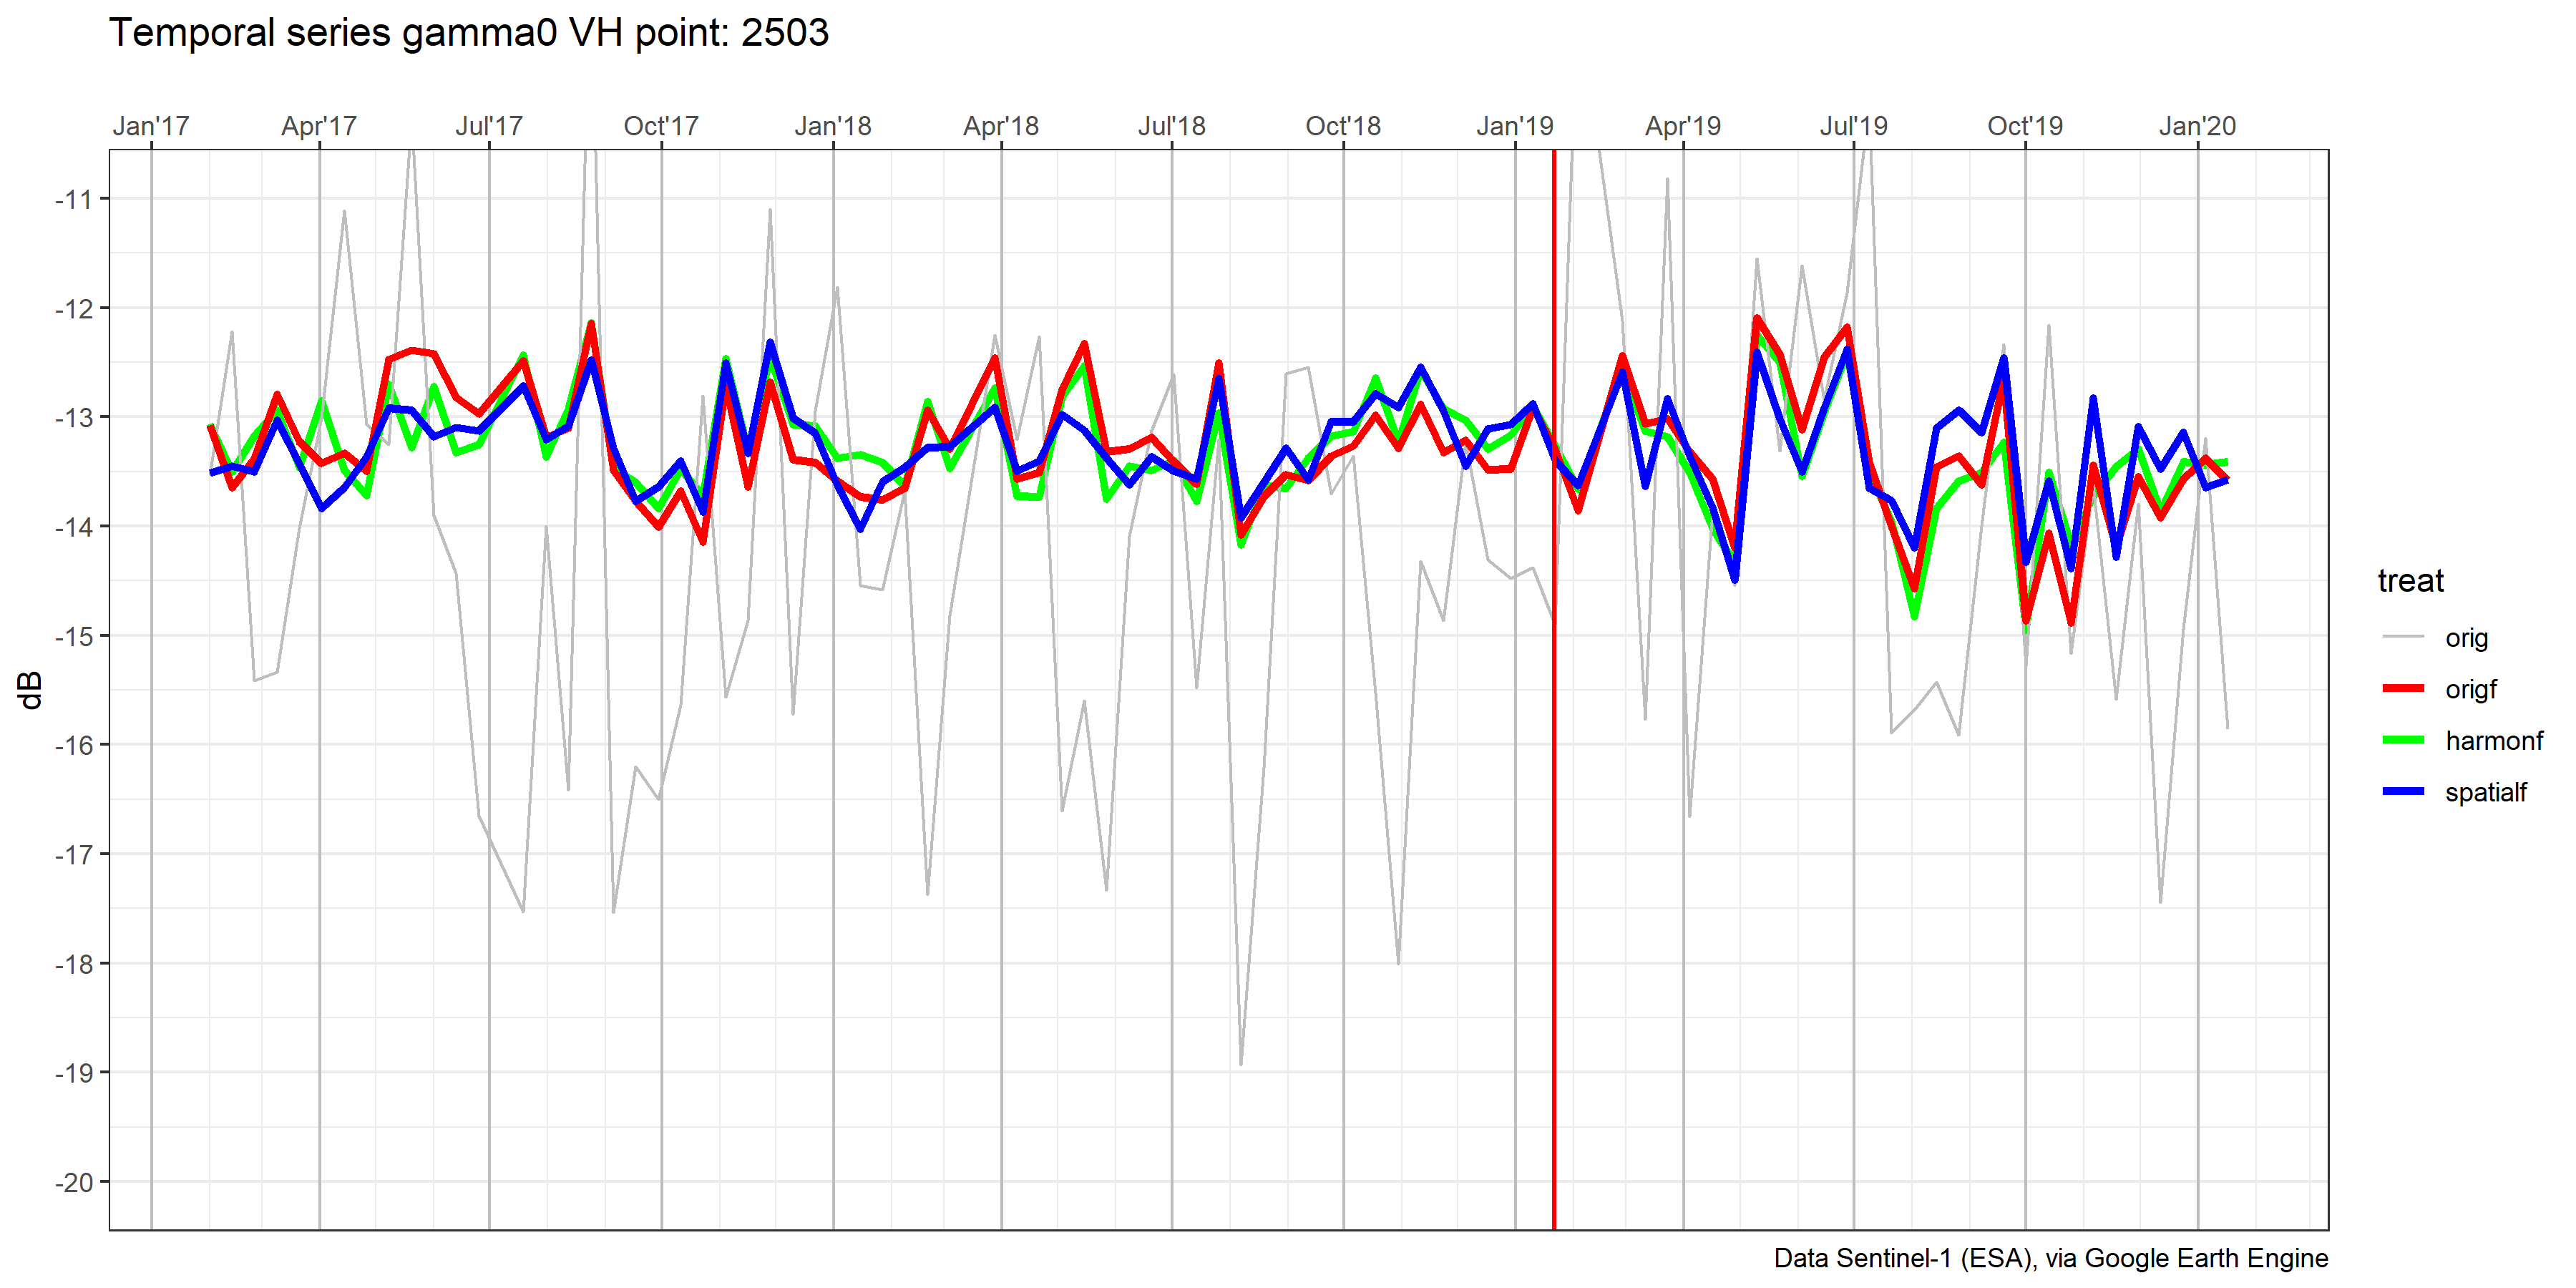 Temporal series gamma0 VH point: 2503
Jan'17 Apr'17 Jul'17 Oct'17 Jan'18 Apr'18 Jul'18 Oct'18 Jan'19 Apr'19 Jul'19 Oct'19 Jan'20
-11
-12
-13
-14
-15
-16
-17
-18
-19
-20
dB
treat
orig
origf
harmonf
spatialf
Data Sentinel-1 (ESA), via Google Earth Engine